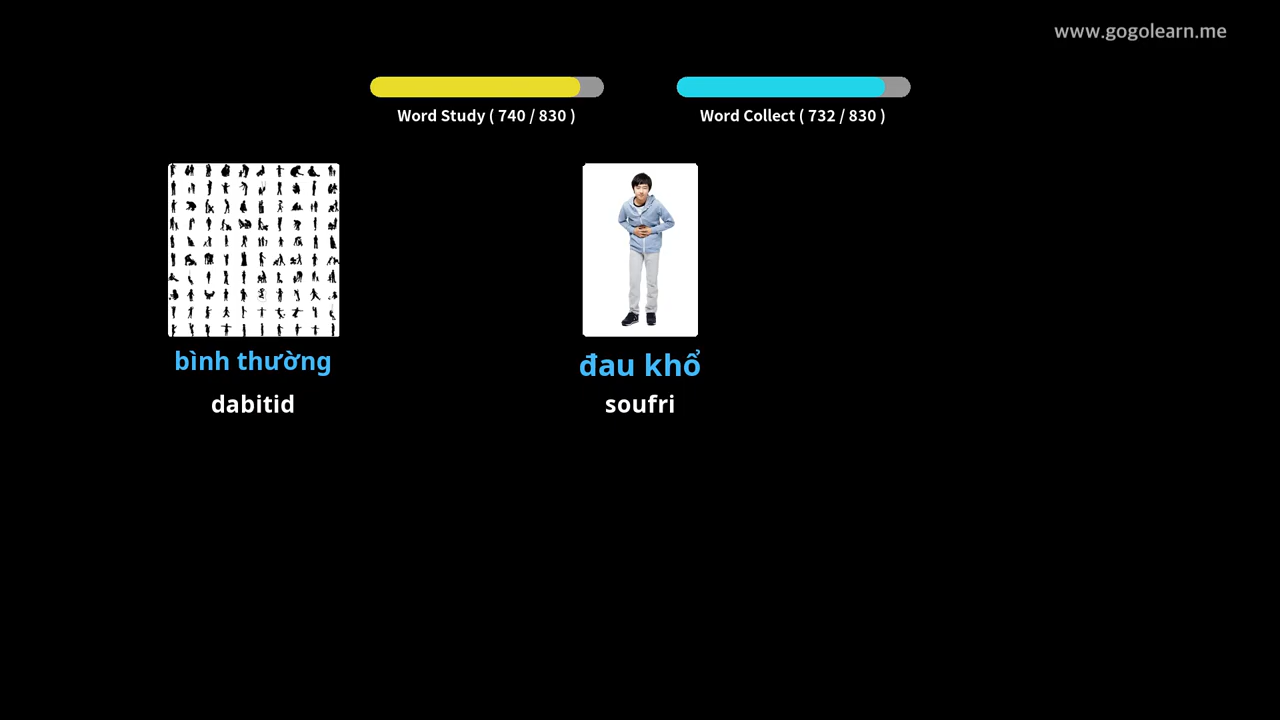 www.gogolearn.me
Word Study ( 740 / 830 )
Word Collect ( 732 / 830 )
bình thường
đau khổ
dabitid
soufri